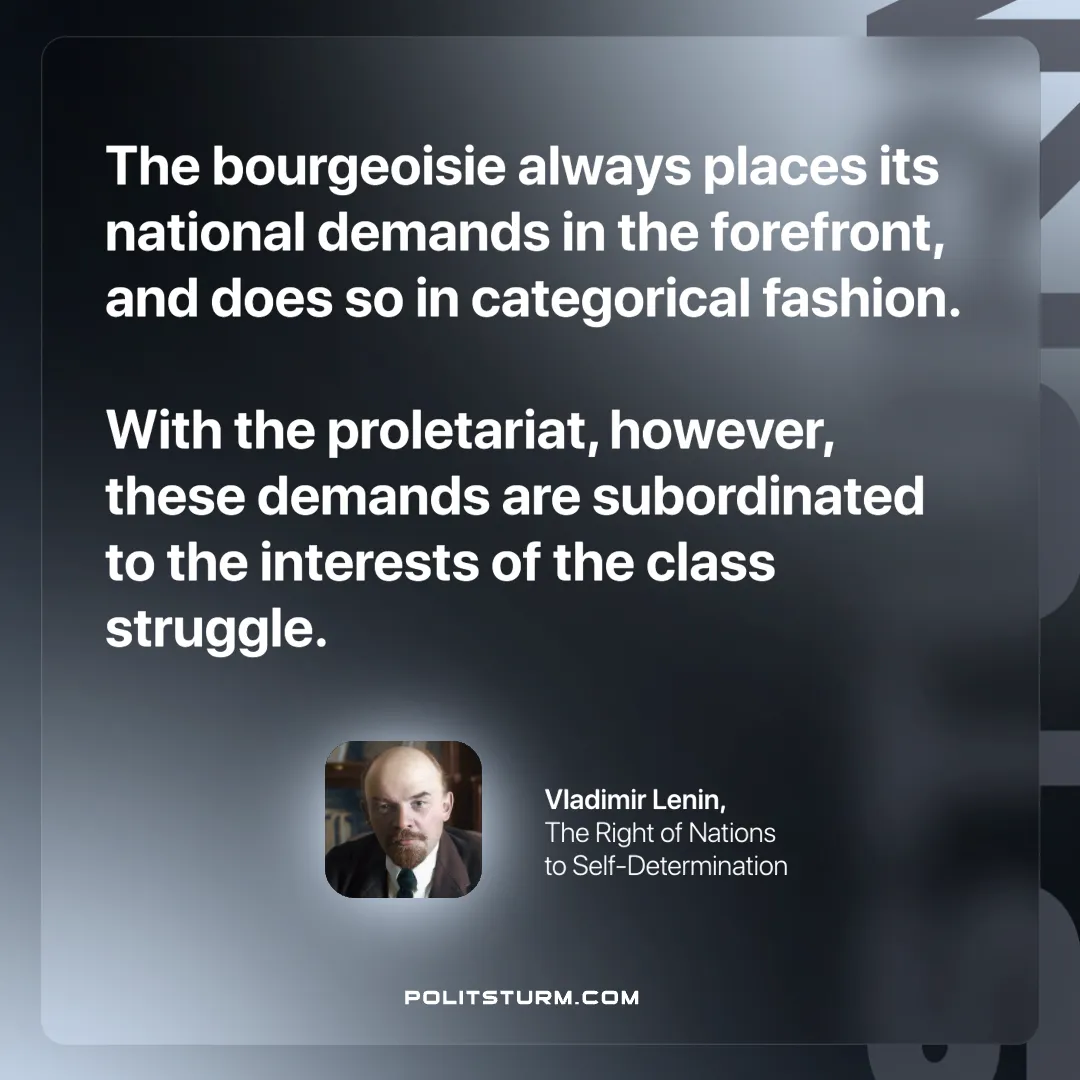 The bourgeoisie always places its
national demands in the forefront,
and does so in categorical fashion.
With the proletariat, however,
these demands are subordinated
to the interests of the class
struggle.
Vladimir Lenin,
The Right of Nations
to Self-Determination
POLITSTURM.COM